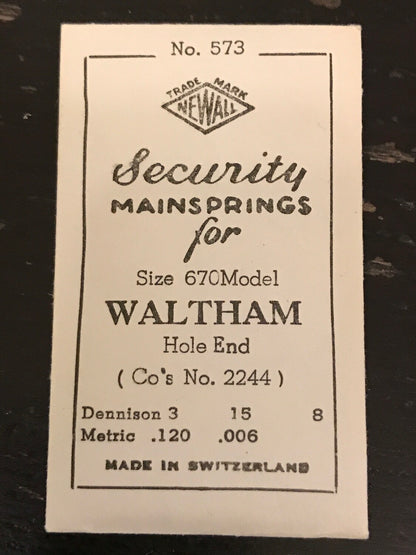 No. 573
TRADE MARK
NEWALL
Security
MAINSPRINGS
for
Size 670Model
WALTHAM
Hole End
( Co's No. 2244 )
Dennison 3 15 8
Metric .120 .006
MADE IN SWITZERLAND